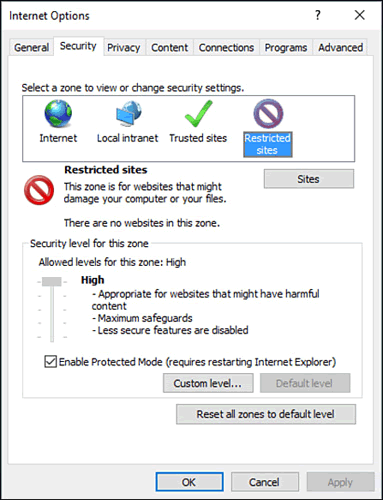 Internet Options
?
General Security Privacy Content Connections Programs Advanced
Select a zone to view or change security settings.
Internet Local intranet Trusted sites Restricted
sites
Restricted sites
Sites
This zone is for websites that might
damage your computer or your files.
There are no websites in this zone.
Security level for this zone
Allowed levels for this zone: High
High
- Appropriate for websites that might have harmful
content
- Maximum safeguards
- Less secure features are disabled
Enable Protected Mode (requires restarting Internet Explorer)
Custom level... Default level
Reset all zones to default level
OK Cancel Apply